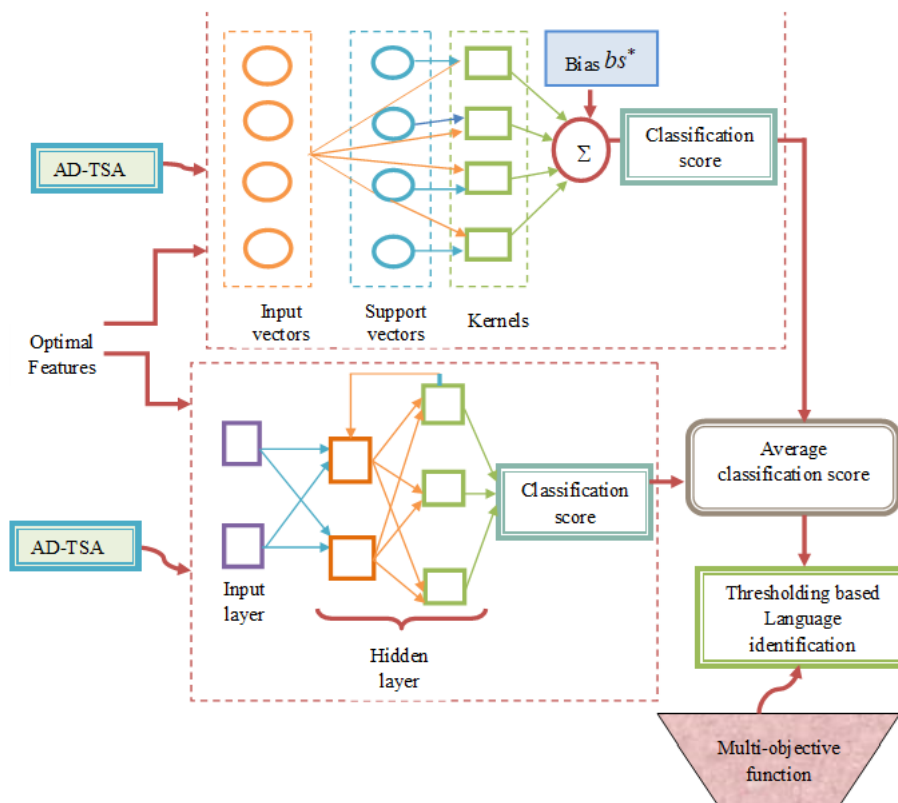 Bias bs*
Σ
Classification
score
AD-TSA
Input
vectors
Support
vectors
Kernels
Optimal
Features
Average
classification score
Classification
score
AD-TSA
Input
layer
Hidden
layer
Thresholding based
Language
identification
Multi-objective
function